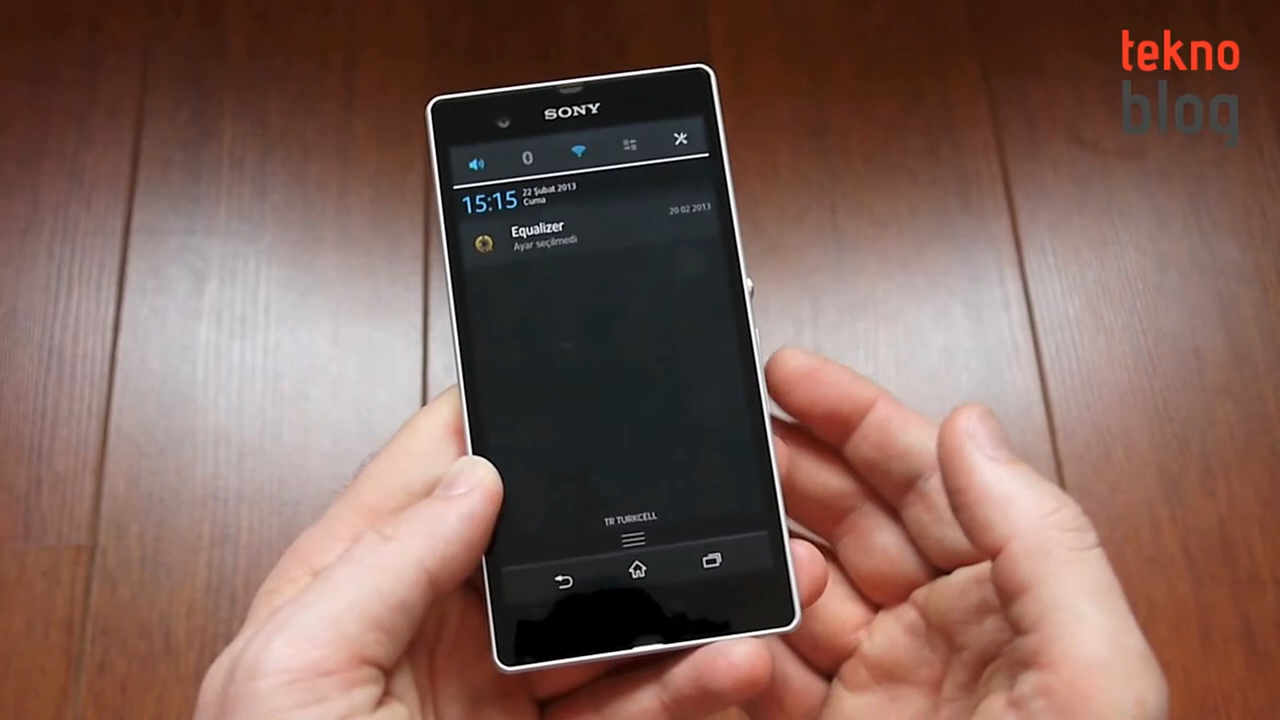 tekno
blog
SONY
15:15
22 Şubat 2013
Cuma
20 02 2013
Equalizer
Ayar seçilmedi
TR TURKCELL